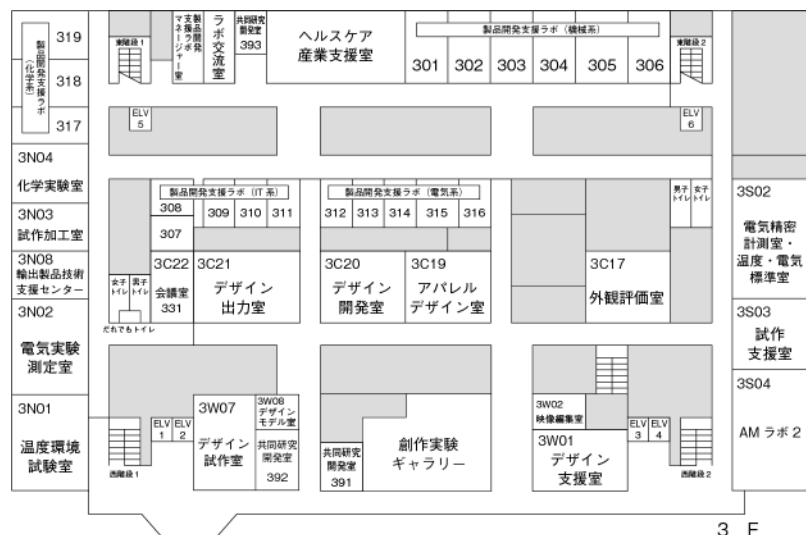 319
318
317
製品開発支援ラボ
(化学系)
東階段1
製品開発
支援ラボ
マネージャー室
ラボ交流室
共同研究
開発室
393
ヘルスケア
産業支援室
製品開発支援ラボ(機械系)
301
302
303
304
305
306
東階段2
ELV
5
ELV
6
3N04
化学実験室
3N03
試作加工室
3N08
輸出製品技術
支援センター
3N02
電気実験
測定室
3N01
温度環境
試験室
製品開発支援ラボ(IT系)
308
309
310
311
307
製品開発支援ラボ(電気系)
312
313
314
315
316
男子
トイレ
女子
トイレ
女子
トイレ
男子
トイレ
だれでもトイレ
3C22
会議室
331
3C21
デザイン
出力室
3C20
デザイン
開発室
3C19
アパレル
デザイン室
3C17
外観評価室
3S02
電気精密
計測室・
温度・電気
標準室
3S03
試作
支援室
3S04
AMラボ2
西階段1
ELV
1
ELV
2
3W07
デザイン
試作室
3W08
デザイン
モデル室
共同研究
開発室
392
共同研究
開発室
391
創作実験
ギャラリー
3W02
映像編集室
3W01
デザイン
支援室
ELV
3
ELV
4
西階段2
3 F